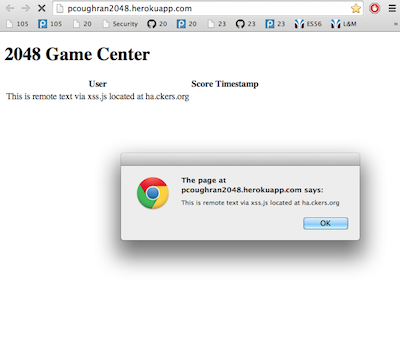 pcoughran2048.herokuapp.com
105 105 Security 20 20 23 23 ES56 L&M
2048 Game Center
User Score Timestamp
This is remote text via xss.js located at ha.ckers.org
The page at
pcoughran2048.herokuapp.com says:
This is remote text via xss.js located at ha.ckers.org
OK